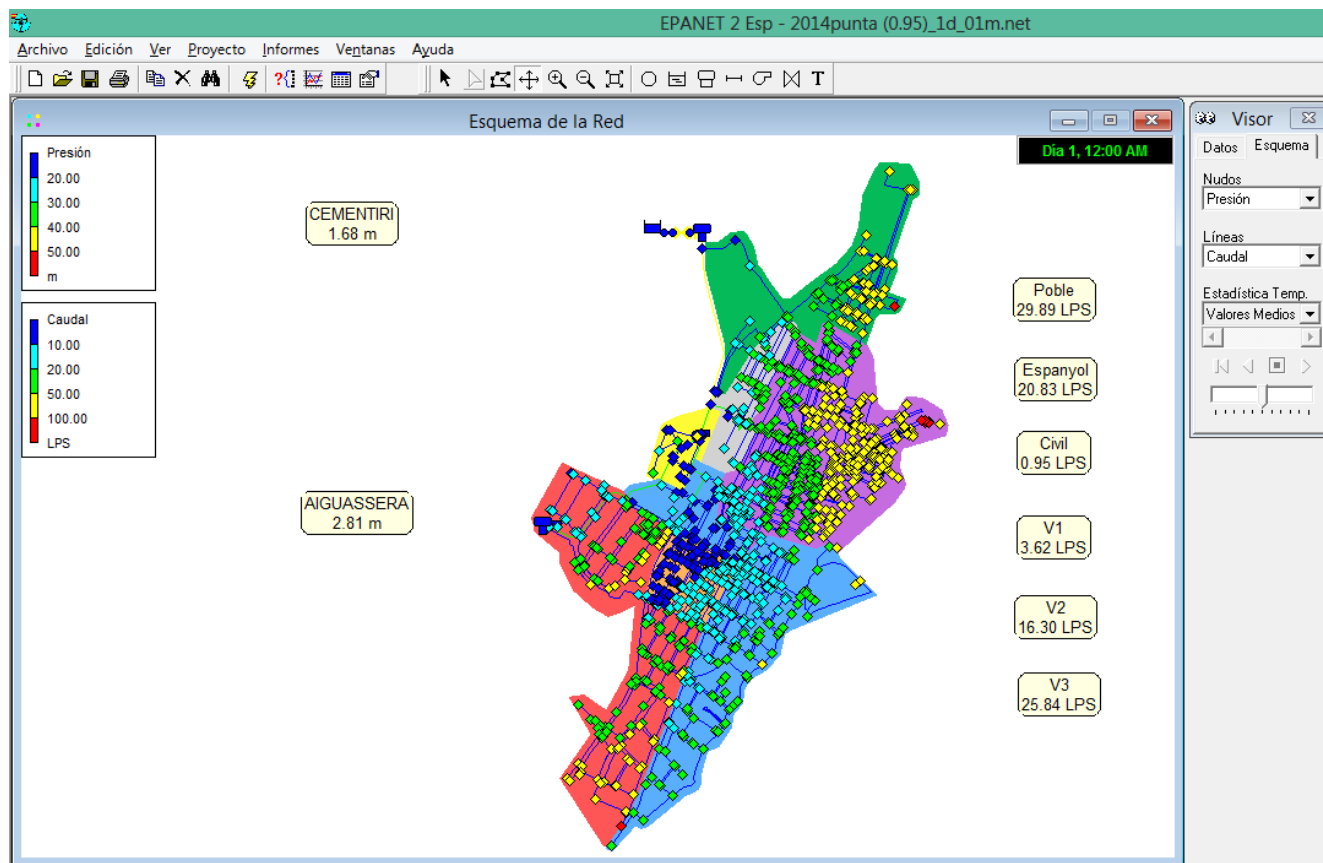 EPANET 2 Esp - 2014punta (0.95)_1d_01m.net
Archivo Edición Ver Proyecto Informes Ventanas Ayuda
T
Esquema de la Red
Visor
Datos Esquema
Nudos
Presión
Líneas
Caudal
Estadística Temp.
Valores Medios
Presión
20.00
30.00
40.00
50.00
m
Caudal
10.00
20.00
50.00
100.00
LPS
Día 1, 12:00 AM
CEMENTIRI
1.68 m
AIGUASSERA
2.81 m
Poble
29.89 LPS
Espanyol
20.83 LPS
Civil
0.95 LPS
V1
3.62 LPS
V2
16.30 LPS
V3
25.84 LPS